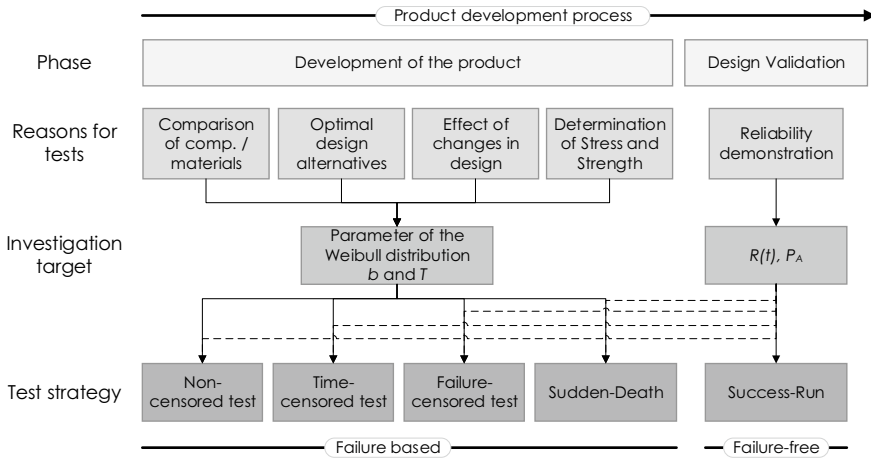 Product development process
Phase
Development of the product
Design Validation
Reasons for
tests
Comparison
of comp. /
materials
Optimal
design
alternatives
Effect of
changes in
design
Determination
of Stress and
Strength
Reliability
demonstration
Investigation
target
Parameter of the
Weibull distribution
b and T
R(t), PA
Test strategy
Non-
censored test
Time-
censored test
Failure-
censored test
Sudden-Death
Success-Run
Failure based
Failure-free